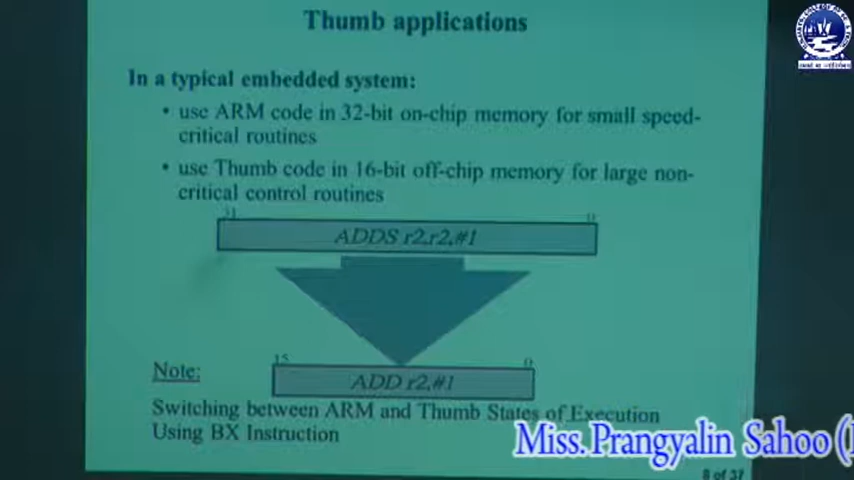 Thumb applications
In a typical embedded system:
• use ARM code in 32-bit on-chip memory for small speed-
critical routines
• use Thumb code in 16-bit off-chip memory for large non-
critical control routines
31 0
ADDS r2,r2,#1
15 0
ADD r2,#1
Note:
Switching between ARM and Thumb States of Execution
Using BX Instruction
Miss.Prangyalin Sahoo (
8 of 37